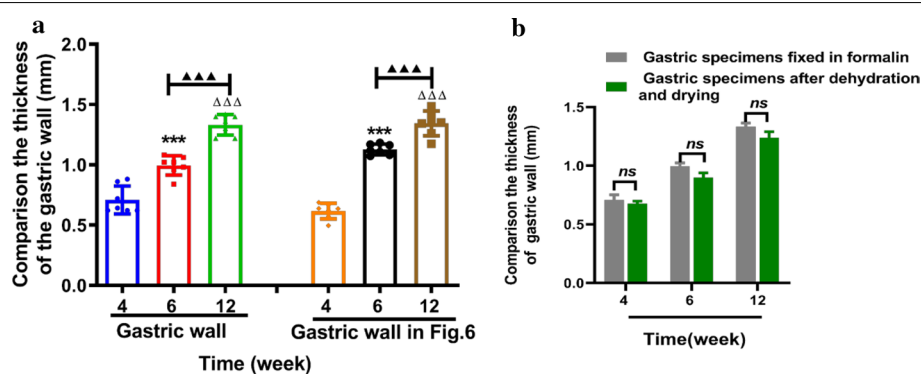 a
Comparison the thickness
of the gastric wall (mm)
2.0
1.5
1.0
0.5
0.0
▲▲▲
ΔΔΔ
***
▲▲▲
ΔΔΔ
***
4 6 12 4 6 12
Gastric wall Gastric wall in Fig.6
Time (week)
b
Gastric specimens fixed in formalin
Gastric specimens after dehydration
and drying
Comparison the thickness
of gastric wall (mm)
1.5
1.0
0.5
0.0
ns ns ns
4 6 12
Time(week)